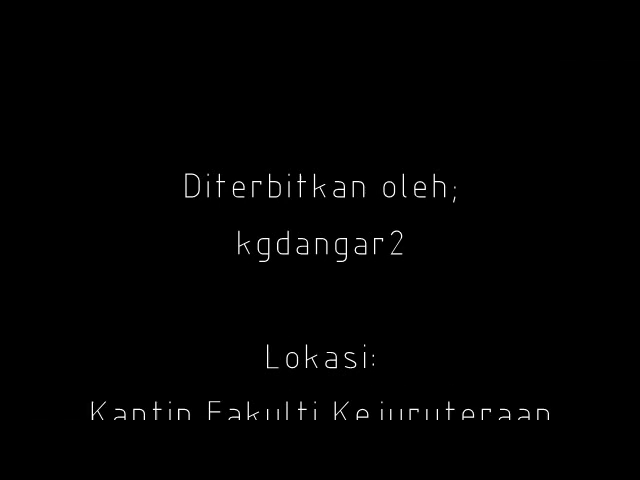 Diterbitkan oleh;
kgdangar2
Lokasi:
Kantin Fakulti Kejuruteraan